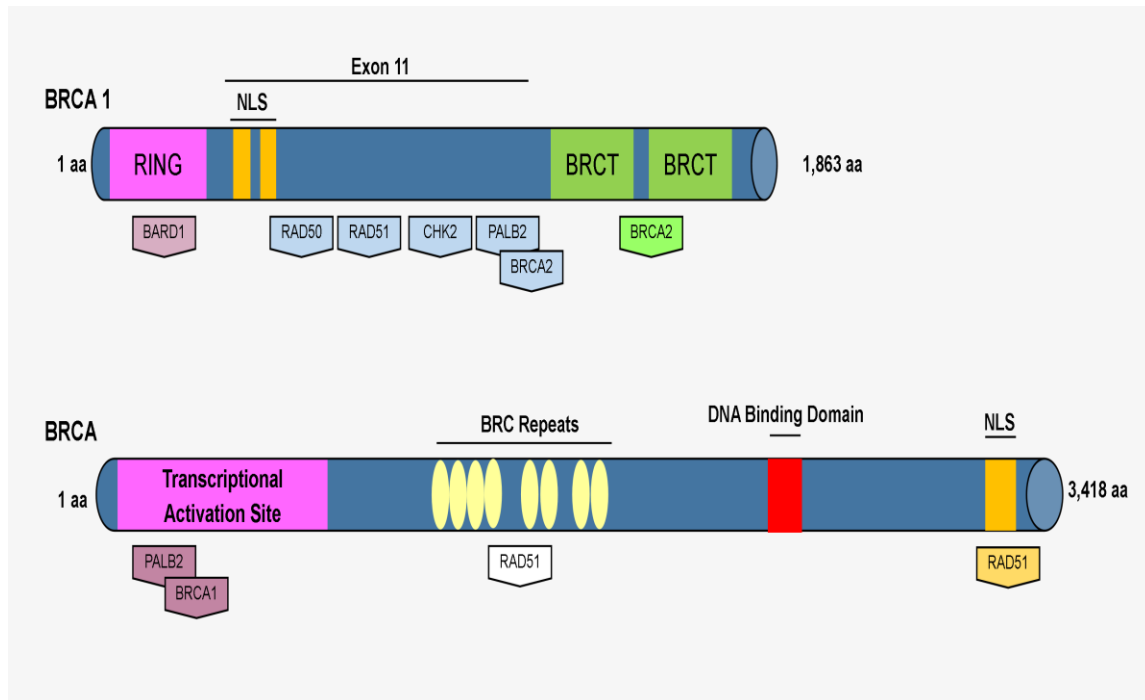 Exon 11
BRCA 1
NLS
1 aa
RING
BRCT
BRCT
1,863 aa
BARD1
RAD50
RAD51
CHK2
PALB2
BRCA2
BRCA2
BRCA
BRC Repeats
DNA Binding Domain
NLS
1 aa
Transcriptional
Activation Site
3,418 aa
PALB2
BRCA1
RAD51
RAD51